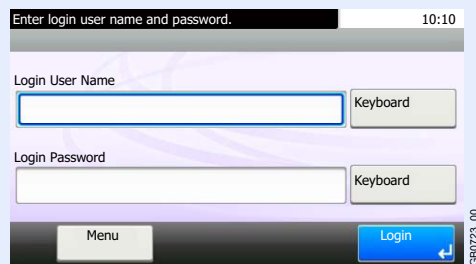 Enter login user name and password. 10:10
Login User Name
Keyboard
Login Password
Keyboard
Menu Login
GB0723_00